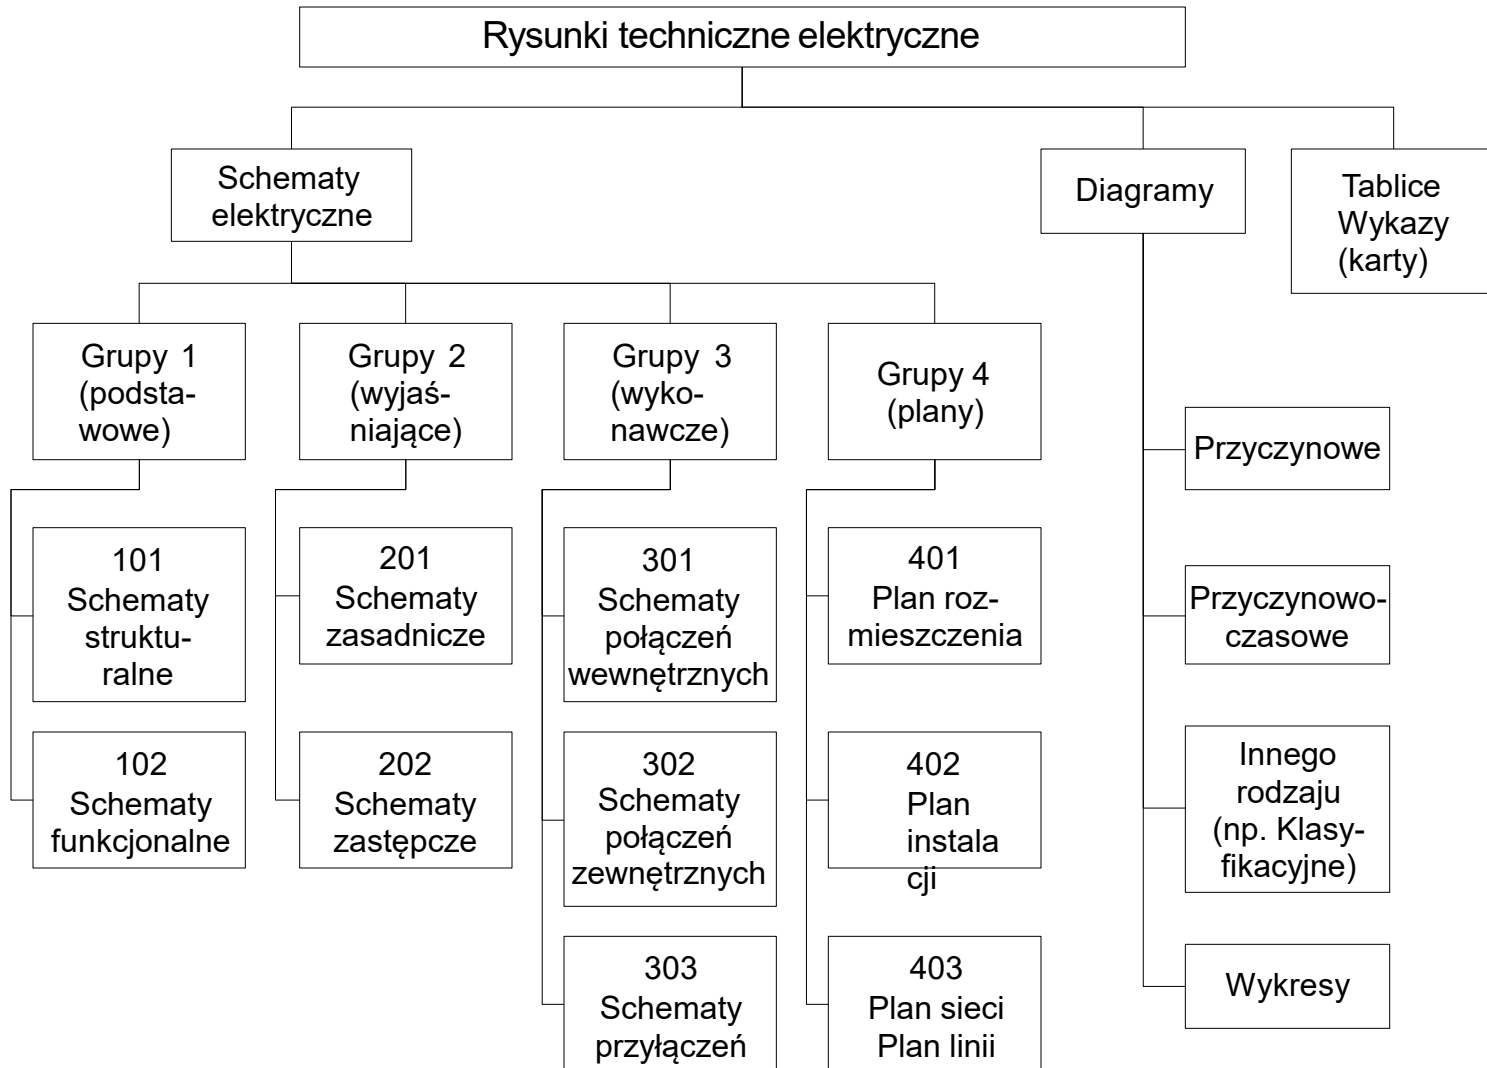 Rysunki techniczne elektryczne
Schematy
elektryczne
Diagramy
Tablice
Wykazy
(karty)
Grupy 1
(podsta-
wowe)
Grupy 2
(wyjaś-
niające)
Grupy 3
(wyko-
nawcze)
Grupy 4
(plany)
101
Schematy
struktu-
ralne
102
Schematy
funkcjonalne
201
Schematy
zasadnicze
202
Schematy
zastępcze
301
Schematy
połączeń
wewnętrznych
302
Schematy
połączeń
zewnętrznych
303
Schematy
przyłączeń
401
Plan roz-
mieszczenia
402
Plan
instala
cji
403
Plan sieci
Plan linii
Przyczynowe
Przyczynowo-
czasowe
Innego
rodzaju
(np. Klasy-
fikacyjne)
Wykresy